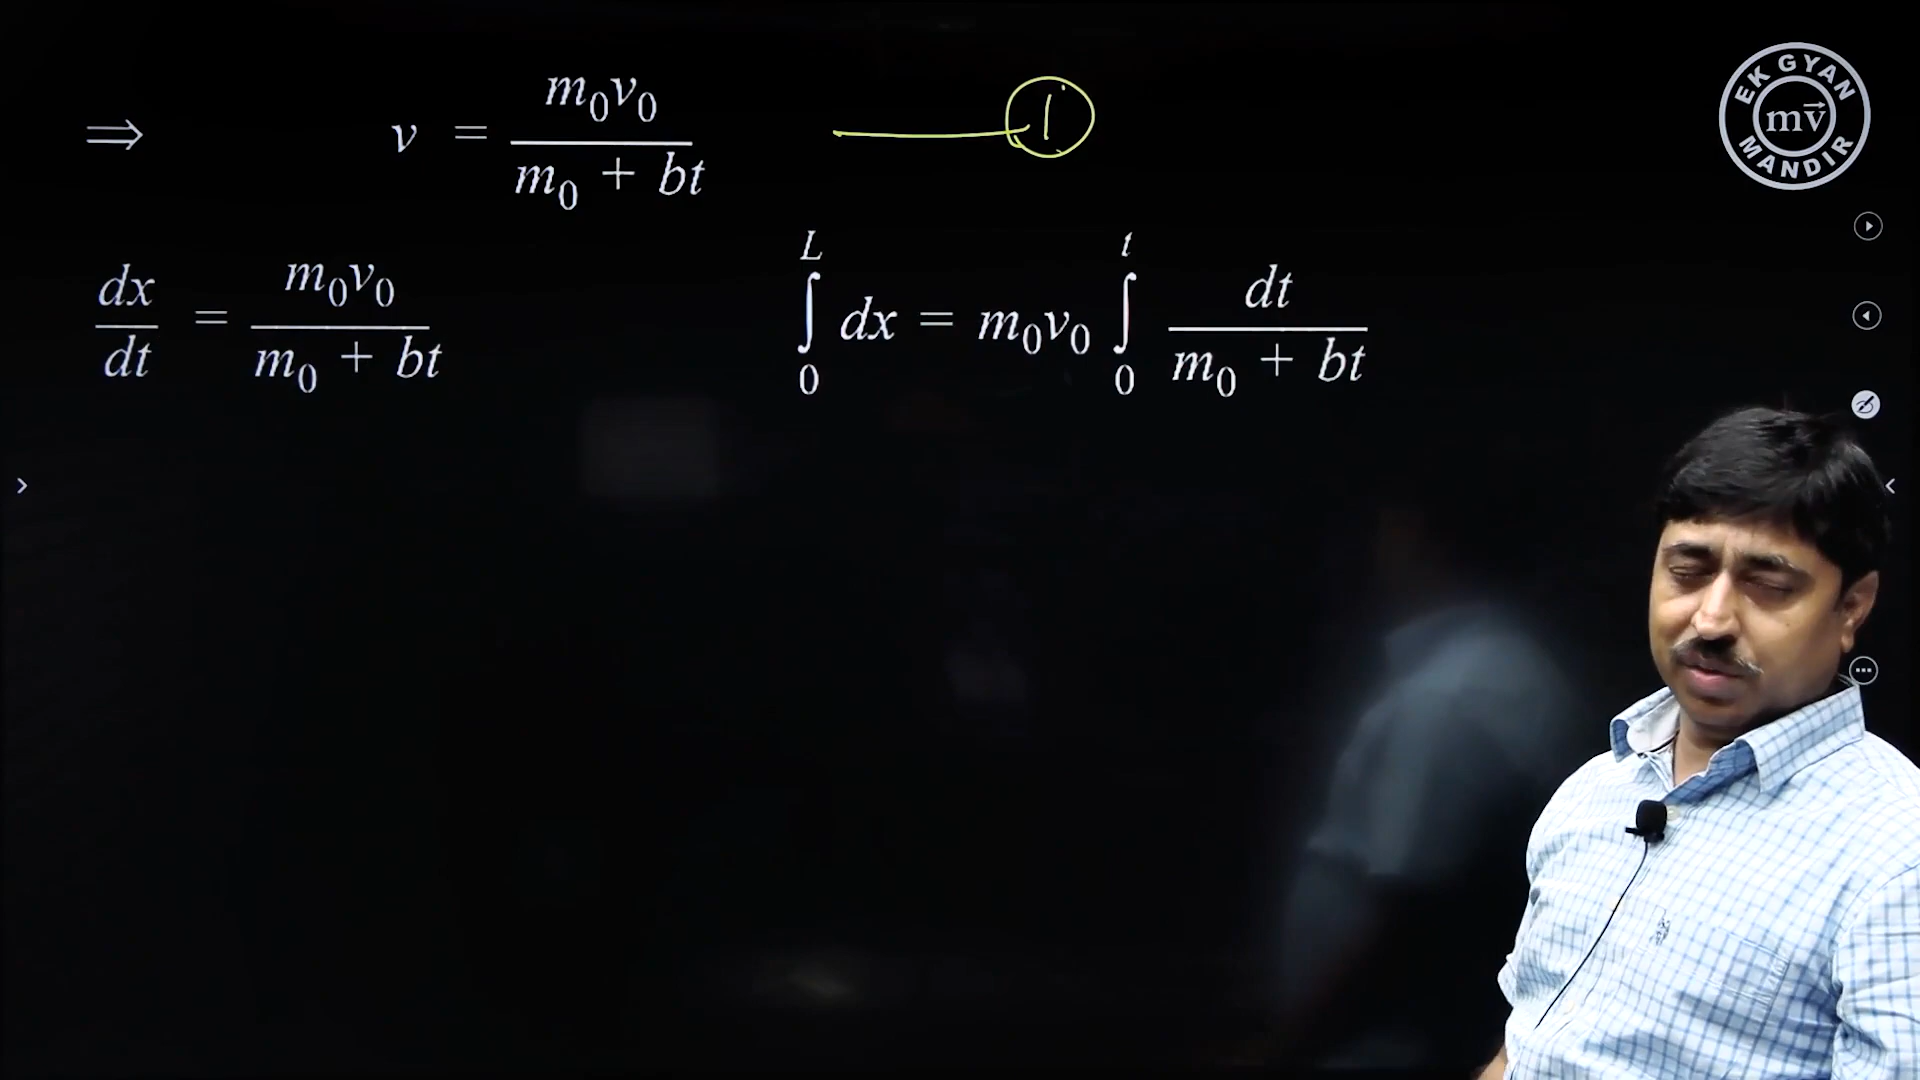 ⇒ v = m₀v₀ / (m₀ + bt) —— ①
dx/dt = m₀v₀ / (m₀ + bt)
∫₀ᴸ dx = m₀v₀ ∫₀ᵗ dt / (m₀ + bt)
EK GYAN
mv⃗
MANDIR